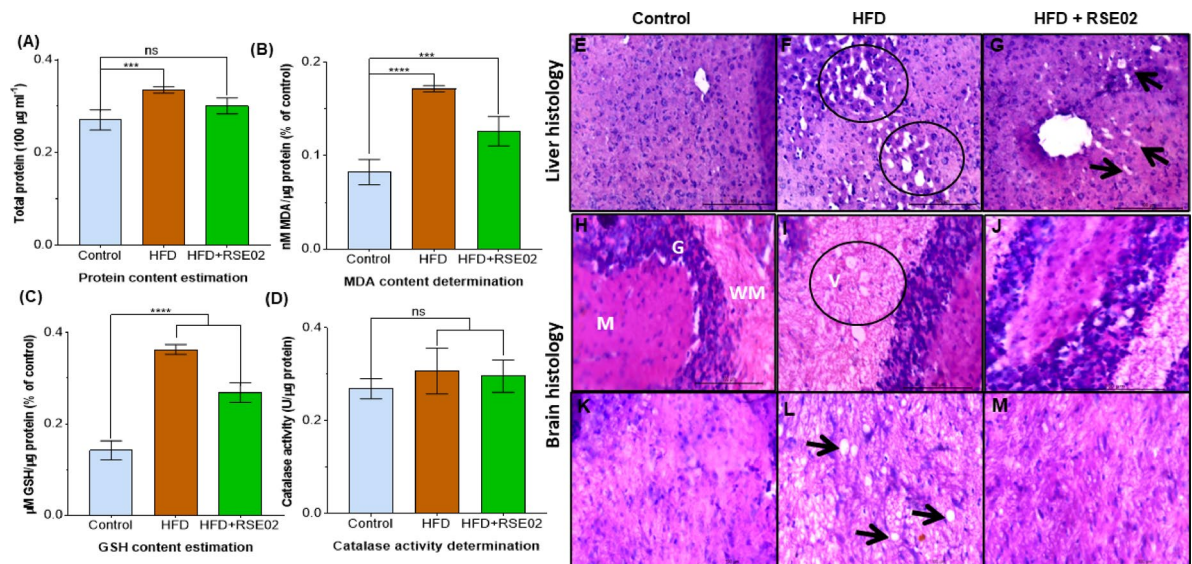 Control HFD HFD + RSE02
(A)
ns
***
0.4
0.2
0.0
Total protein (100 µg ml⁻¹)
Control HFD HFD+RSE02
Protein content estimation
(B)
***
****
0.2
0.1
0.0
nM MDA/µg protein (% of control)
Control HFD HFD+RSE02
MDA content determination
(C)
****
0.4
0.2
0.0
µM GSH/µg protein (% of control)
Control HFD HFD+RSE02
GSH content estimation
(D)
ns
0.4
0.2
0.0
Catalase activity (U/µg protein)
Control HFD HFD+RSE02
Catalase activity determination
Liver histology
E
F
G
Brain histology
H
G
WM
M
I
V
J
K
L
M